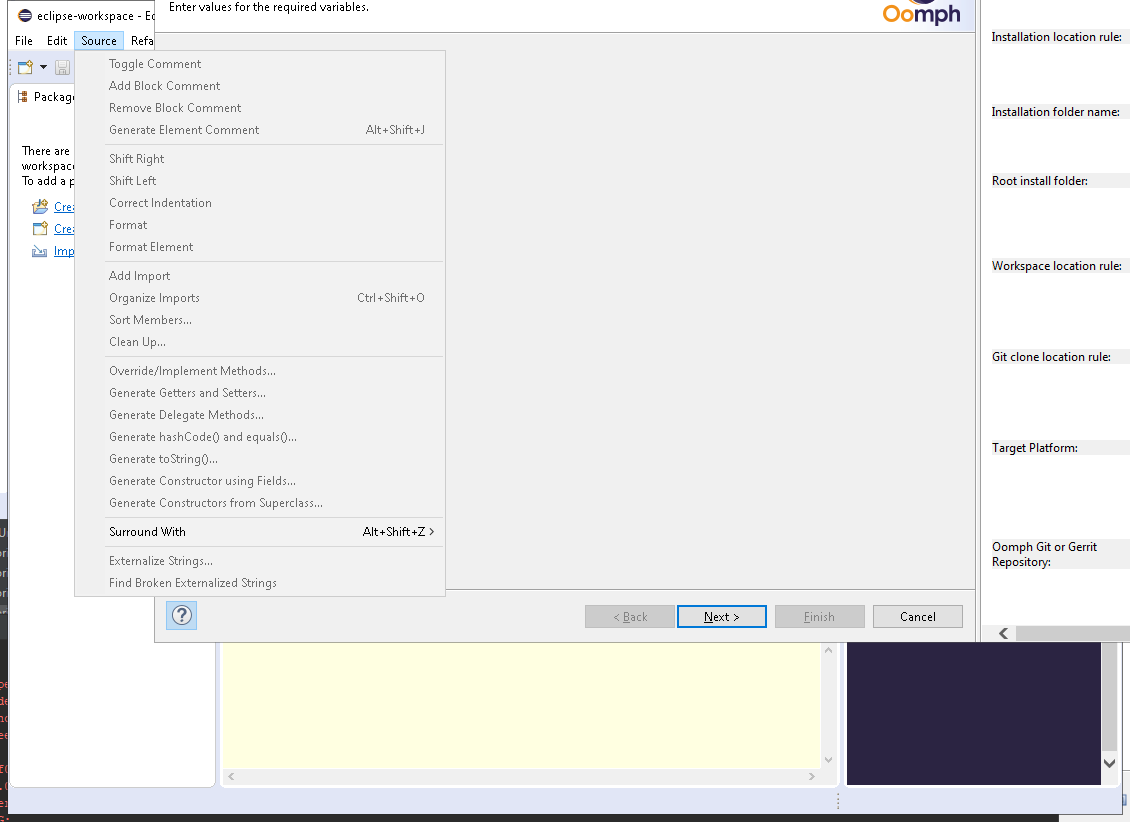 eclipse-workspace - Ec
Enter values for the required variables.
Oomph
File Edit Source Refa
Package
There are
workspace
To add a p
Crea
Crea
Imp
Toggle Comment
Add Block Comment
Remove Block Comment
Generate Element Comment Alt+Shift+J
Shift Right
Shift Left
Correct Indentation
Format
Format Element
Add Import
Organize Imports Ctrl+Shift+O
Sort Members...
Clean Up...
Override/Implement Methods...
Generate Getters and Setters...
Generate Delegate Methods...
Generate hashCode() and equals()...
Generate toString()...
Generate Constructor using Fields...
Generate Constructors from Superclass...
Surround With Alt+Shift+Z >
Externalize Strings...
Find Broken Externalized Strings
? < Back Next > Finish Cancel
Installation location rule:
Installation folder name:
Root install folder:
Workspace location rule:
Git clone location rule:
Target Platform:
Oomph Git or Gerrit
Repository: